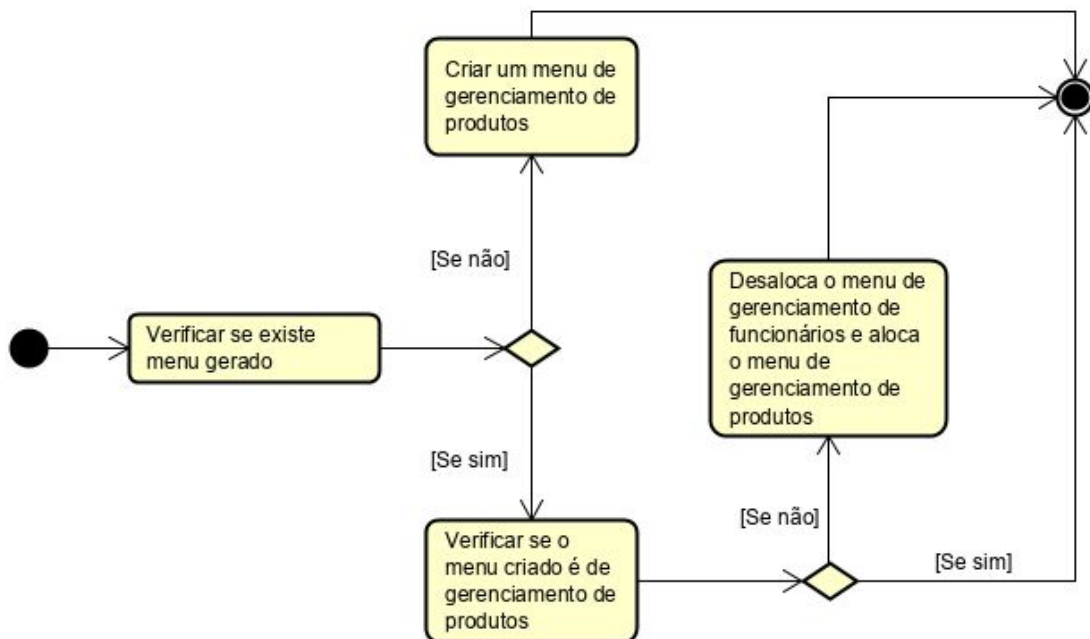 Criar um menu de
gerenciamento de
produtos
[Se não]
Verificar se existe
menu gerado
[Se sim]
Verificar se o
menu criado é de
gerenciamento de
produtos
Desaloca o menu de
gerenciamento de
funcionários e aloca
o menu de
gerenciamento de
produtos
[Se não]
[Se sim]